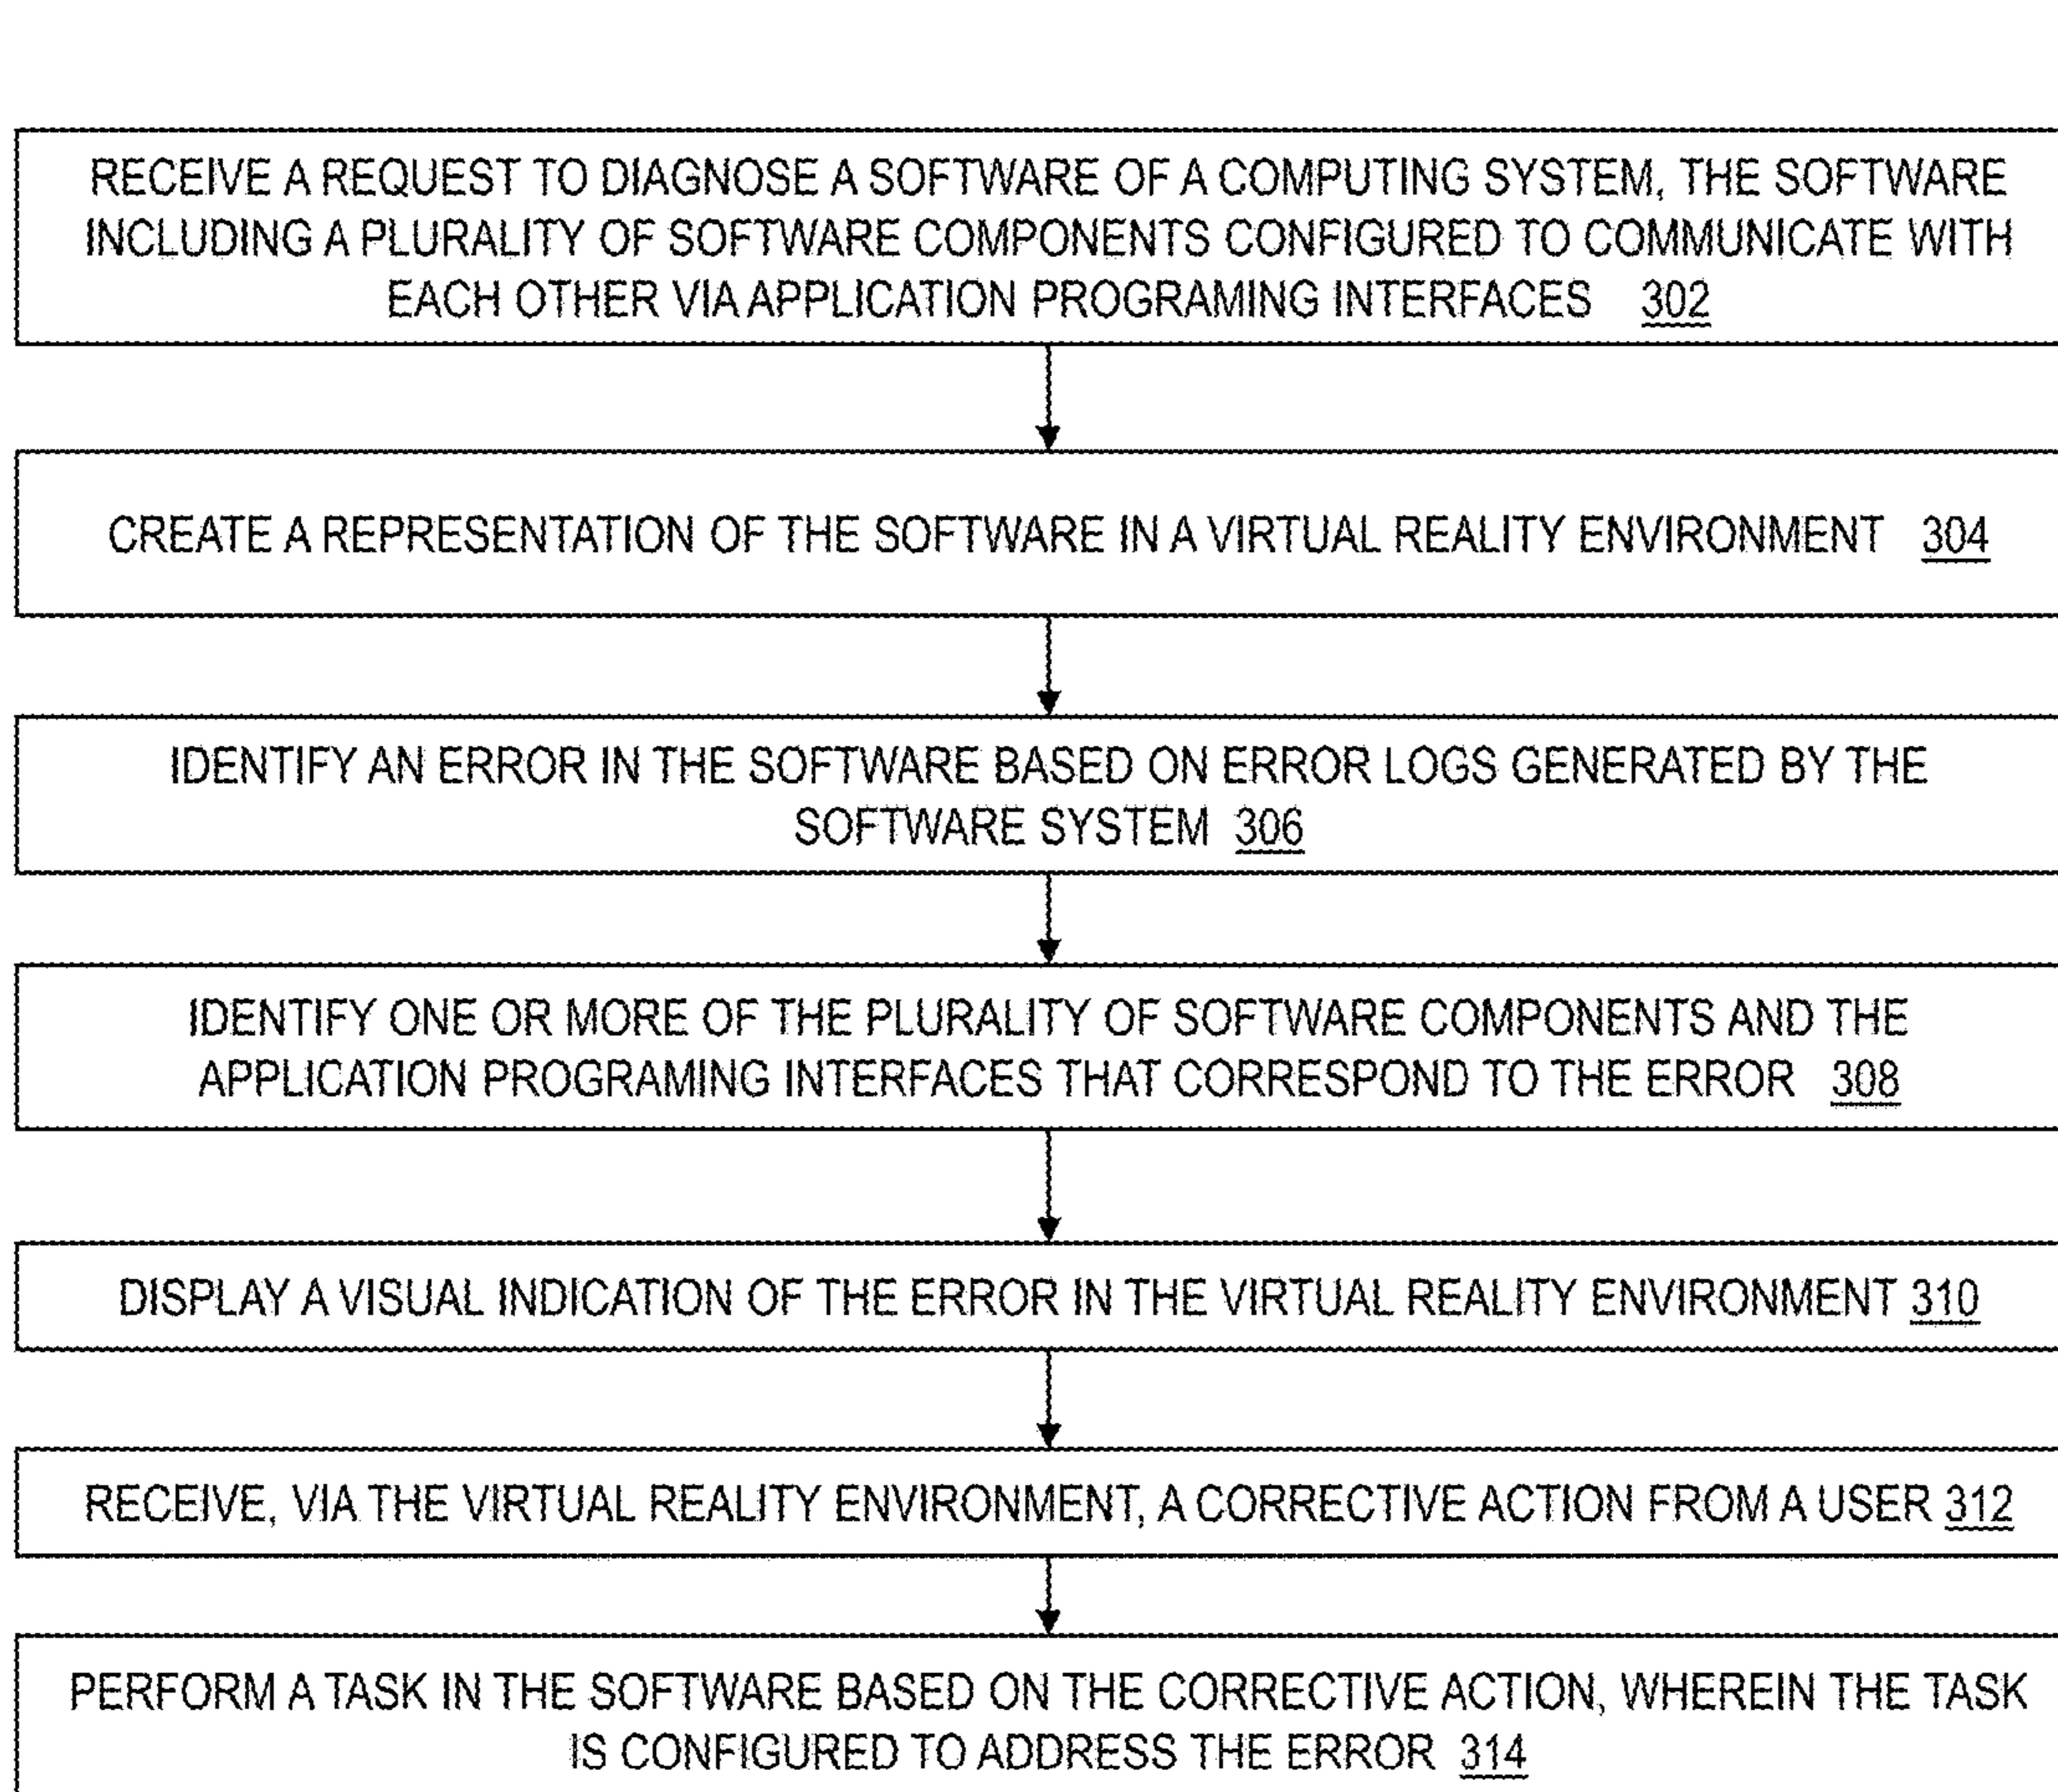 RECEIVE A REQUEST TO DIAGNOSE A SOFTWARE OF A COMPUTING SYSTEM, THE SOFTWARE
INCLUDING A PLURALITY OF SOFTWARE COMPONENTS CONFIGURED TO COMMUNICATE WITH
EACH OTHER VIA APPLICATION PROGRAMING INTERFACES 302
CREATE A REPRESENTATION OF THE SOFTWARE IN A VIRTUAL REALITY ENVIRONMENT 304
IDENTIFY AN ERROR IN THE SOFTWARE BASED ON ERROR LOGS GENERATED BY THE
SOFTWARE SYSTEM 306
IDENTIFY ONE OR MORE OF THE PLURALITY OF SOFTWARE COMPONENTS AND THE
APPLICATION PROGRAMING INTERFACES THAT CORRESPOND TO THE ERROR 308
DISPLAY A VISUAL INDICATION OF THE ERROR IN THE VIRTUAL REALITY ENVIRONMENT 310
RECEIVE, VIA THE VIRTUAL REALITY ENVIRONMENT, A CORRECTIVE ACTION FROM A USER 312
PERFORM A TASK IN THE SOFTWARE BASED ON THE CORRECTIVE ACTION, WHEREIN THE TASK
IS CONFIGURED TO ADDRESS THE ERROR 314